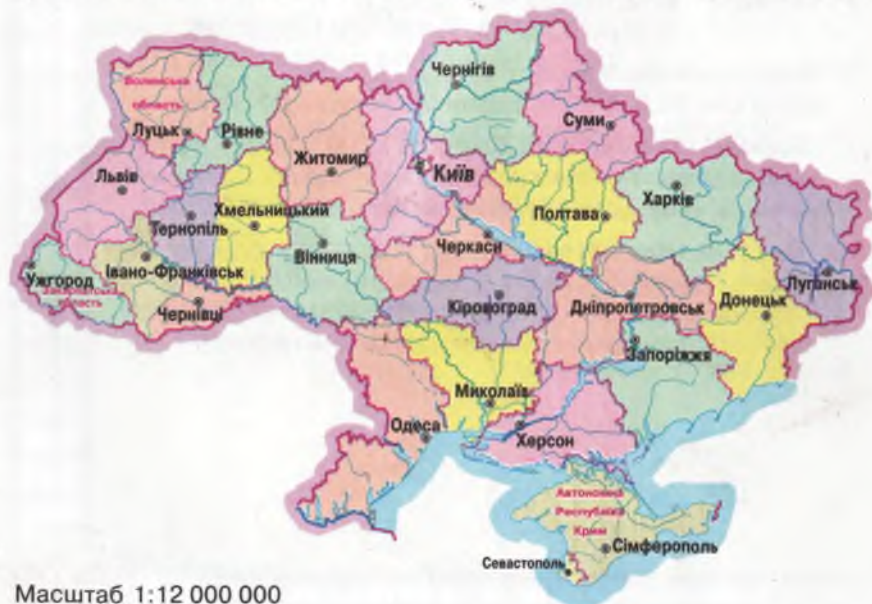 Чернігів
Волинська
область
Луцьк
Рівне
Суми
Житомир
Київ
Львів
Харків
Хмельницький
Тернопіль
Полтава
Черкаси
Вінниця
Івано-Франківськ
Ужгород
Закарпатська
область
Чернівці
Луганськ
Кіровоград
Дніпропетровськ
Донецьк
Запоріжжя
Миколаїв
Одеса
Херсон
Автономна
Республіка
Крим
Сімферополь
Севастополь
Масштаб 1:12 000 000